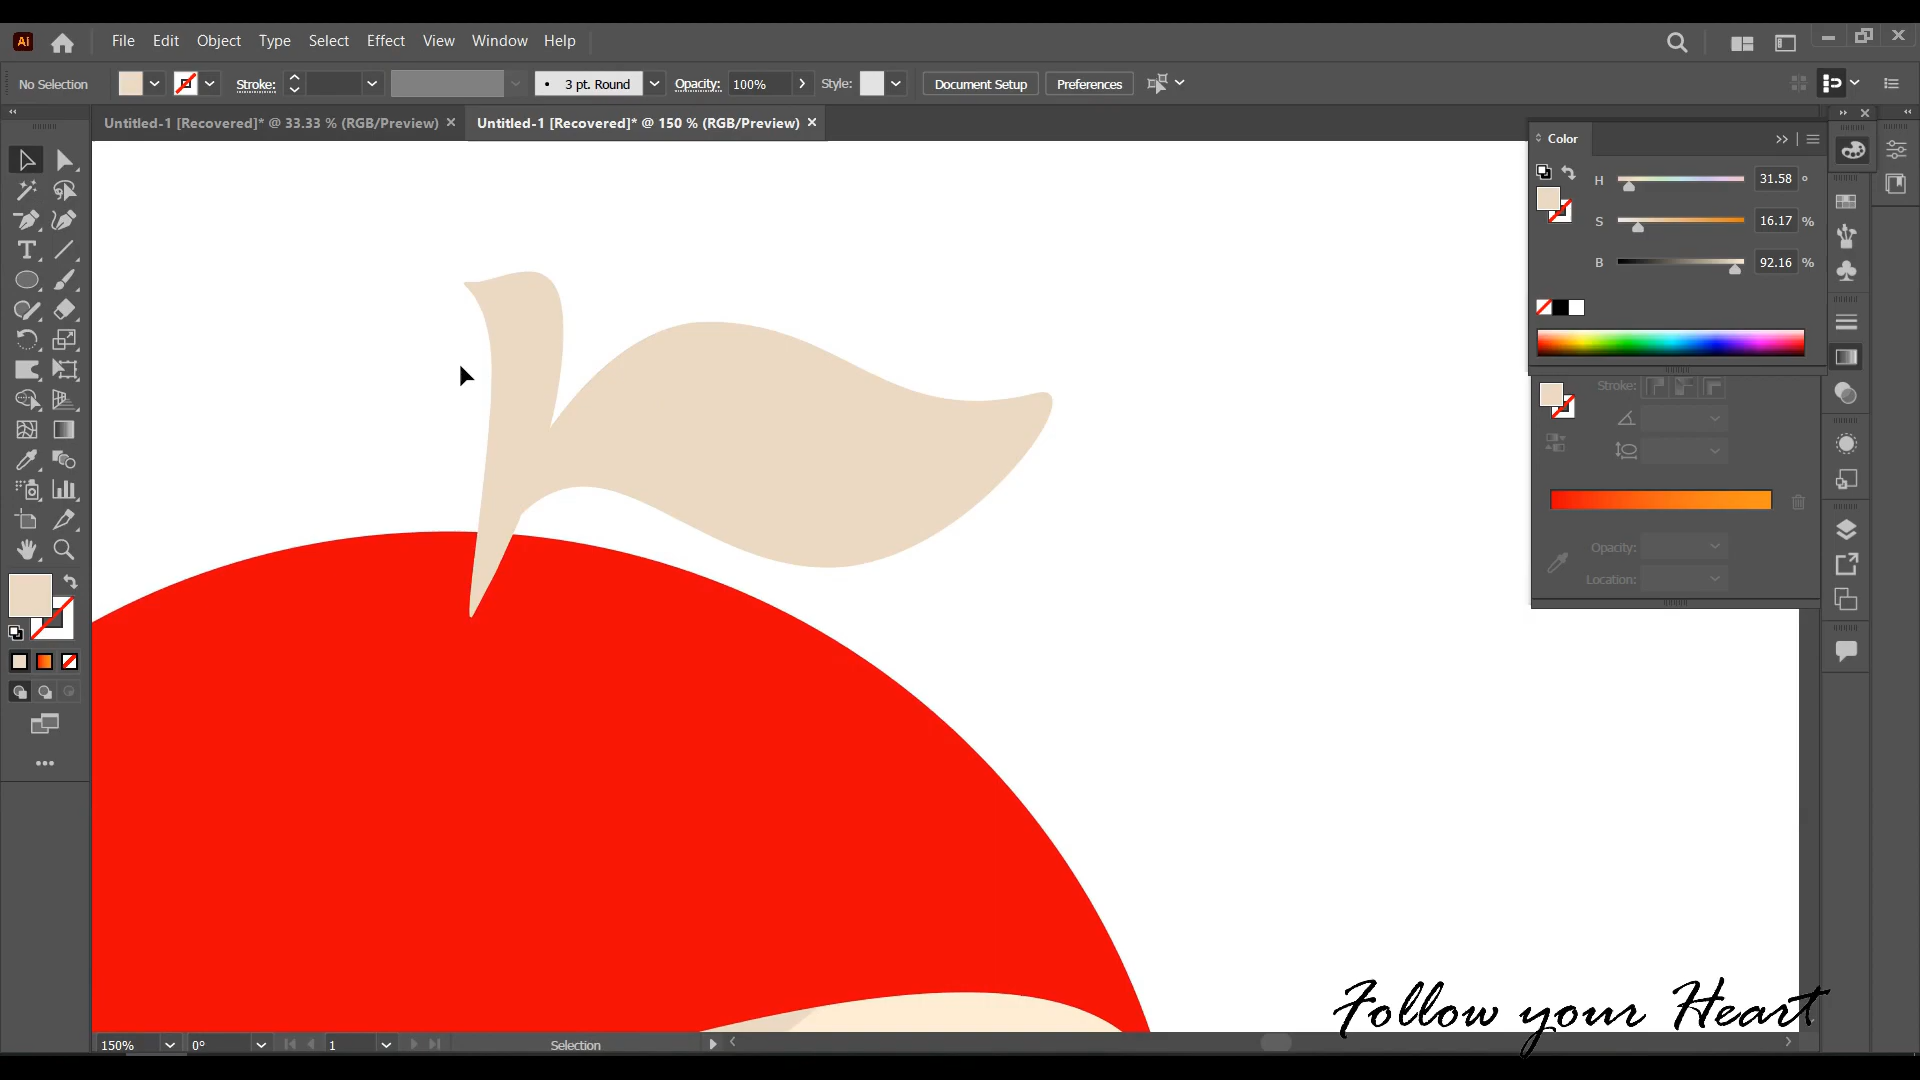 Ai File Edit Object Type Select Effect View Window Help
No Selection Stroke: 3 pt. Round Opacity: 100% Style: Document Setup Preferences
Untitled-1 [Recovered]* @ 33.33 % (RGB/Preview) × Untitled-1 [Recovered]* @ 150 % (RGB/Preview) ×
Color
H 31.58 °
S 16.17 %
B 92.16 %
Stroke:
Opacity:
Location:
Follow your Heart
150% 0° 1 Selection